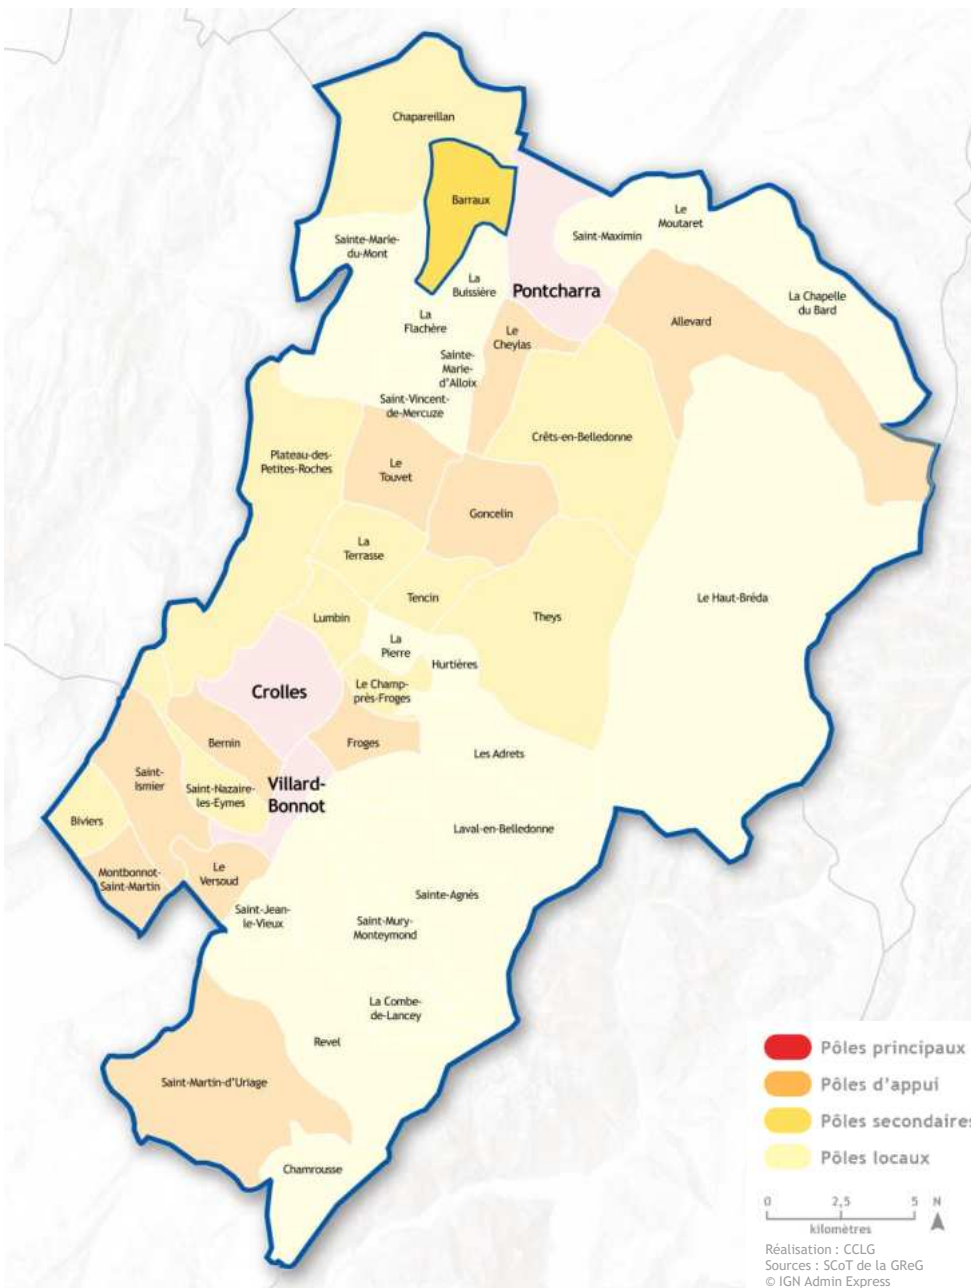 Chapareillan
Barraux
Le
Moutaret
Saint-Maximin
Sainte-Marie-
du-Mont
La
Buissière
Pontcharra
La Chapelle
du Bard
La
Flachère
Allevard
Le
Cheylas
Sainte-
Marie-
d'Alloix
Saint-Vincent-
de-Mercuze
Crêts-en-Belledonne
Plateau-des-
Petites-Roches
Le
Touvet
Goncelin
La
Terrasse
Tencin
Le Haut-Bréda
Lumbin
Theys
La
Pierre
Hurtières
Crolles
Le Champ-
près-Froges
Bernin
Froges
Les Adrets
Saint-
Ismier
Saint-Nazaire-
les-Eymes
Villard-
Bonnot
Biviers
Laval-en-Belledonne
Montbonnot-
Saint-Martin
Le
Versoud
Sainte-Agnès
Saint-Jean-
le-Vieux
Saint-Mury-
Monteymond
La Combe-
de-Lancey
Revel
Saint-Martin-d'Uriage
Chamrousse
Pôles principaux
Pôles d'appui
Pôles secondaires
Pôles locaux
0 2,5 5 N
kilomètres
Réalisation : CCLG
Sources : SCoT de la GReG
© IGN Admin Express